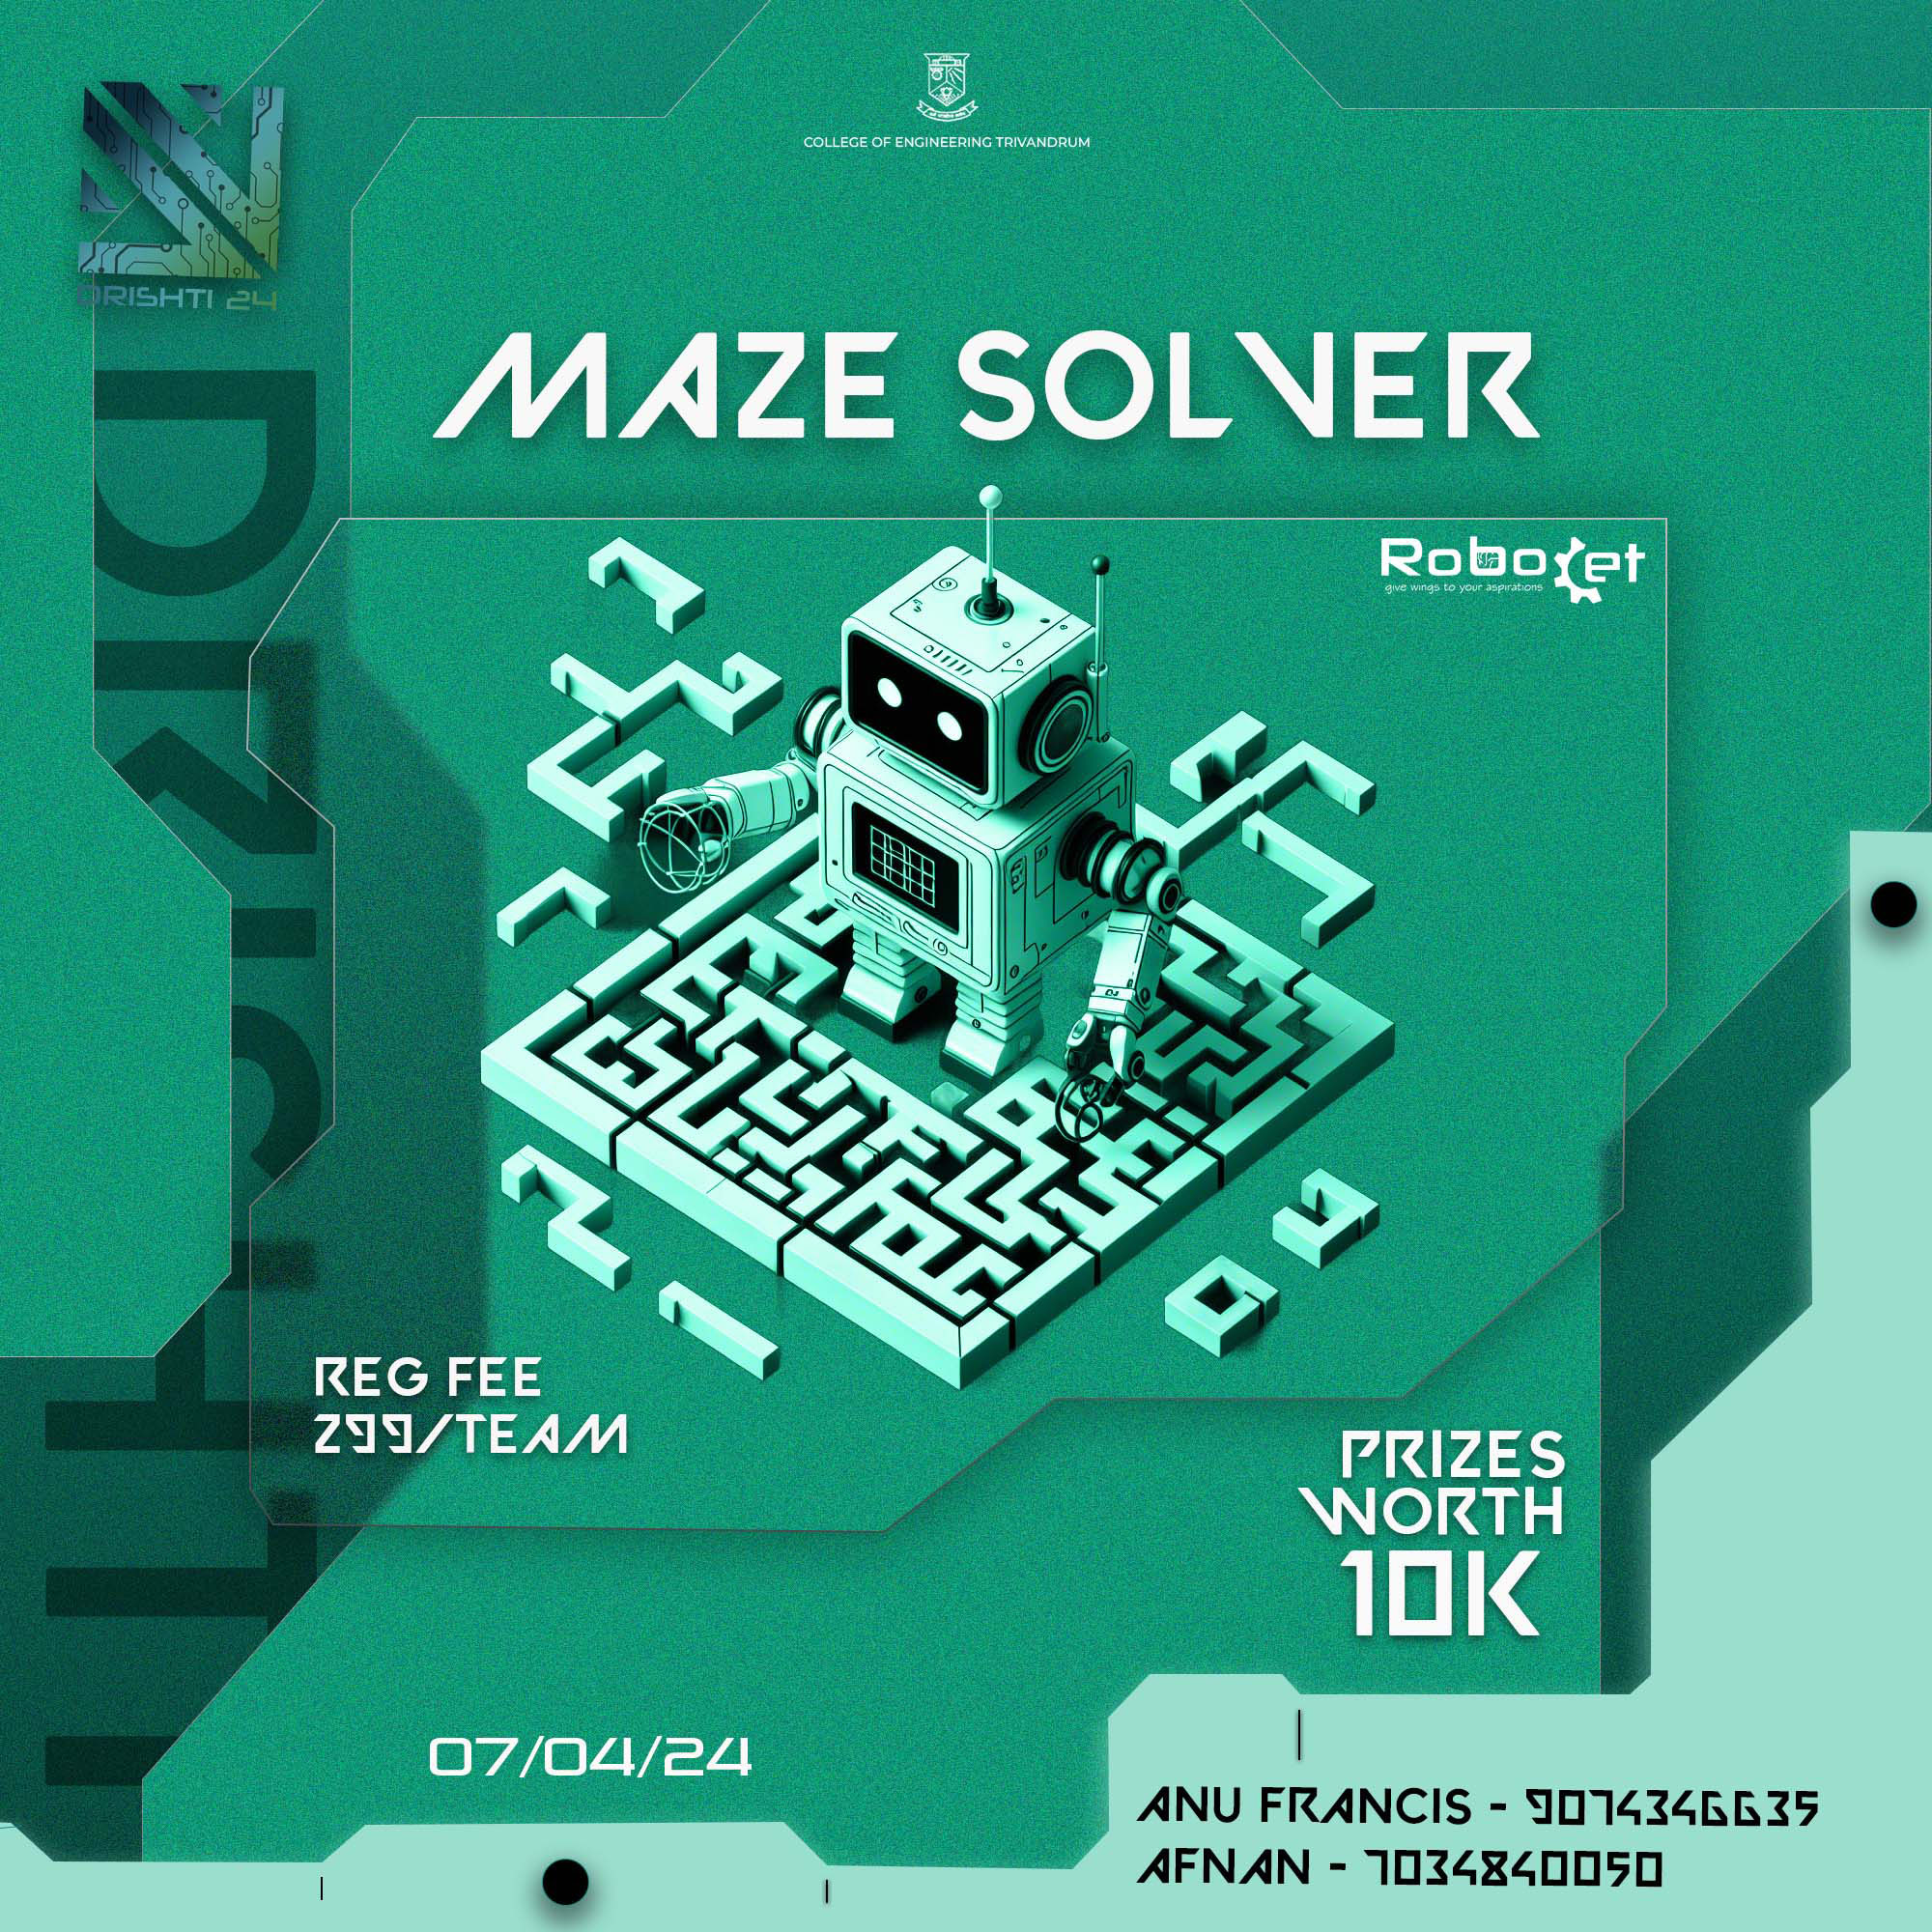 COLLEGE OF ENGINEERING TRIVANDRUM
DRISHTI 24
MAZE SOLVER
Robocet
give wings to your aspirations
DRISHTI
REG FEE
299/TEAM
PRIZES
WORTH
10K
07/04/24
ANU FRANCIS - 9074346635
AFNAN - 7034840050